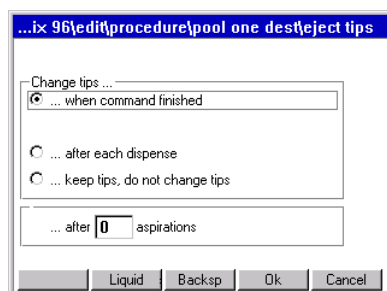 ...ix 96\edit\procedure\pool one dest\eject tips
Change tips ...
... when command finished
... after each dispense
... keep tips, do not change tips
... after 0 aspirations
Liquid Backsp Ok Cancel